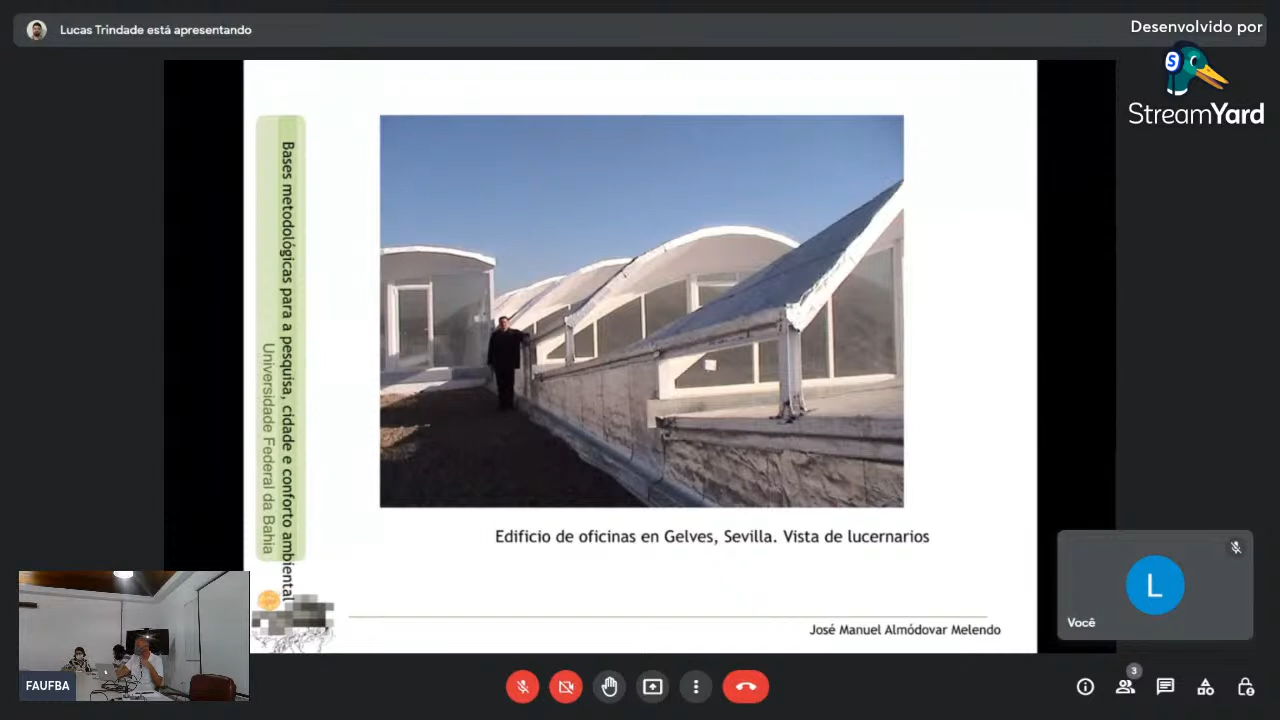 Lucas Trindade está apresentando
Desenvolvido por
StreamYard
Bases metodológicas para a pesquisa, cidade e conforto ambiental
Universidade Federal da Bahia
Edificio de oficinas en Gelves, Sevilla. Vista de lucernarios
José Manuel Almódovar Melendo
L
Você
FAUFBA
3